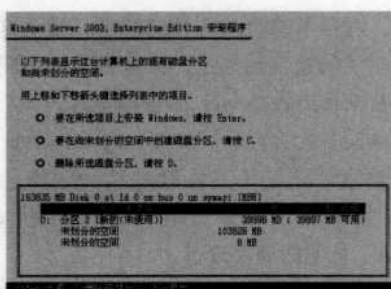 Windows Server 2003, Enterprise Edition 安装程序
以下列表显示这台计算机上的现有磁盘分区
和尚未划分的空间。
用上移和下移箭头键选择列表中的项目。
要在所选项目上安装 Windows，请按 Enter。
要在尚未划分的空间中创建磁盘分区，请按 C。
删除所选磁盘分区，请按 D。
MB Disk 0 at Id 0 on bus 0 on symmpi [MBR]
分区 2 (新的(未使用)) MB ( MB 可用)
未划分的空间 MB
未划分的空间 8 MB